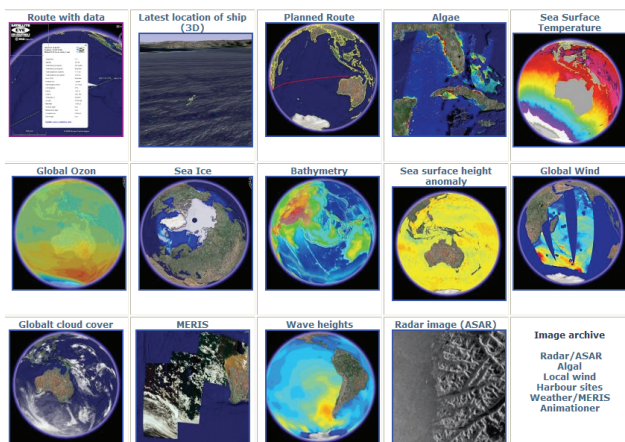 Route with data
Latest location of ship
(3D)
Planned Route
Algae
Sea Surface
Temperature
SATELLITE
EYE
Global Ozon
Sea Ice
Bathymetry
Sea surface height
anomaly
Global Wind
Globalt cloud cover
MERIS
Wave heights
Radar image (ASAR)
Image archive
Radar/ASAR
Algal
Local wind
Harbour sites
Weather/MERIS
Animationer